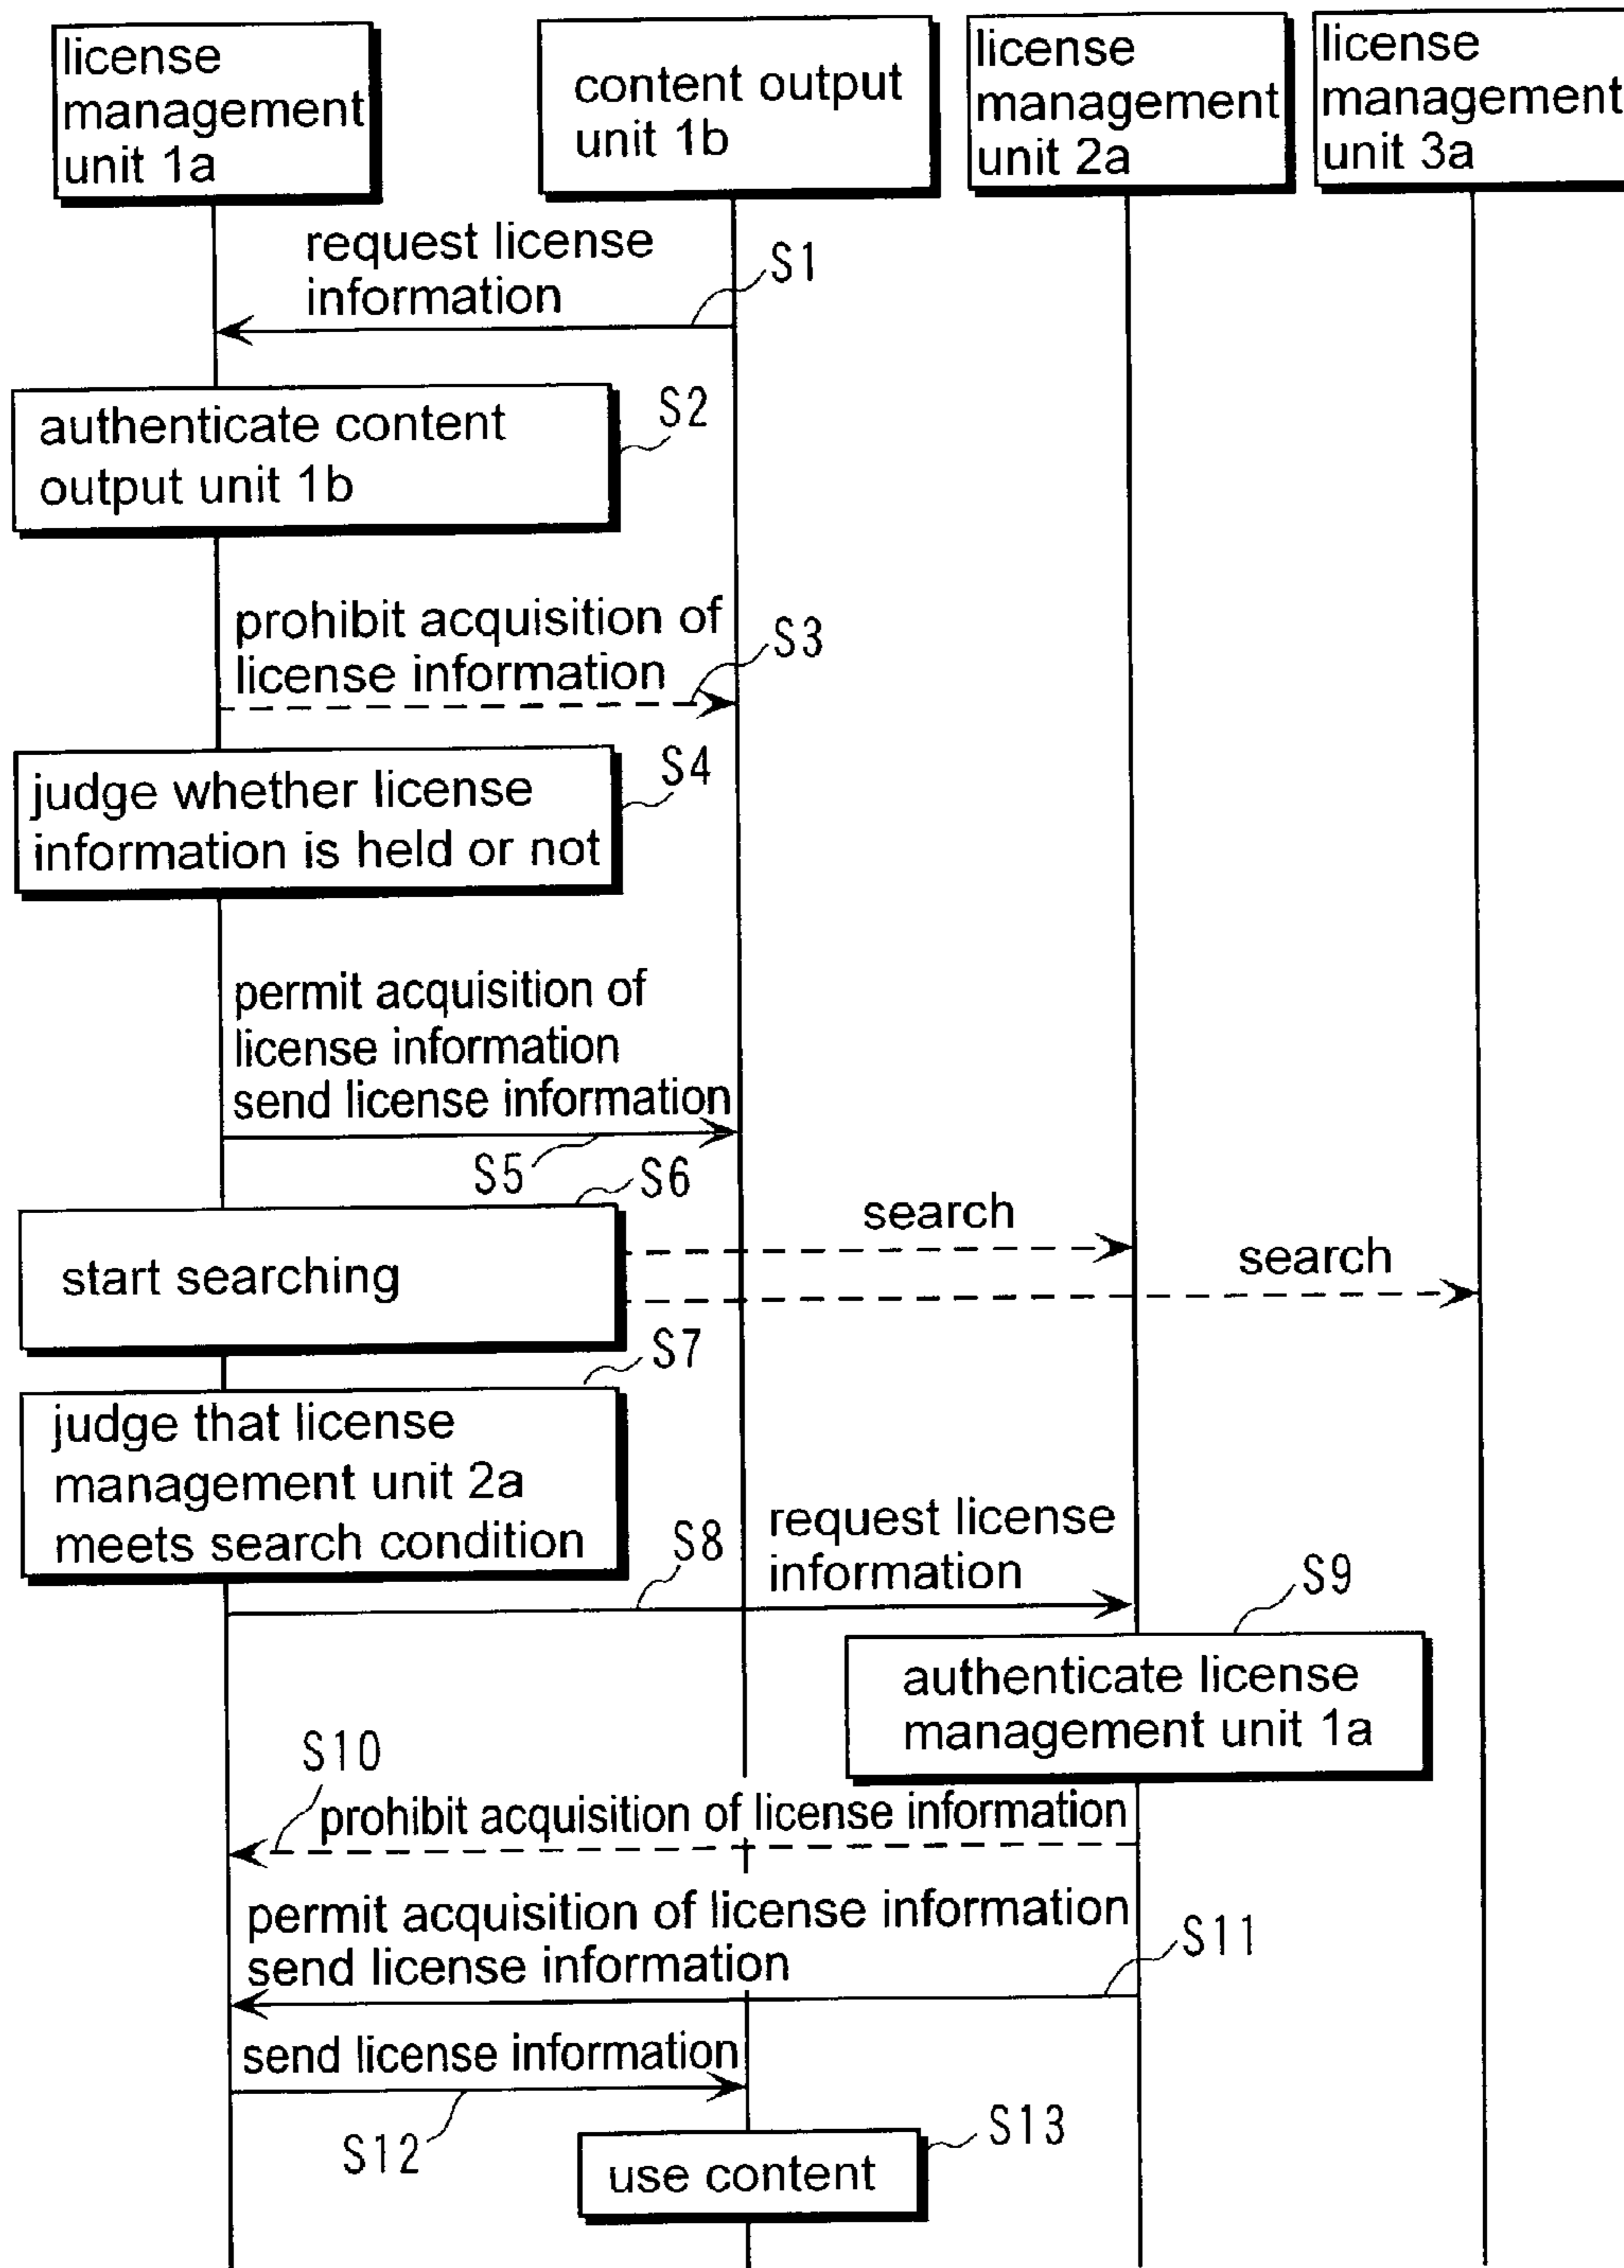 license
management
unit 1a
content output
unit 1b
license
management
unit 2a
license
management
unit 3a
request license
information
S1
authenticate content
output unit 1b
S2
prohibit acquisition of
license information
S3
judge whether license
information is held or not
S4
permit acquisition of
license information
send license information
S5
S6
start searching
search
search
S7
judge that license
management unit 2a
meets search condition
S8
request license
information
S9
authenticate license
management unit 1a
S10
prohibit acquisition of license information
permit acquisition of license information
send license information
S11
send license information
S12
S13
use content